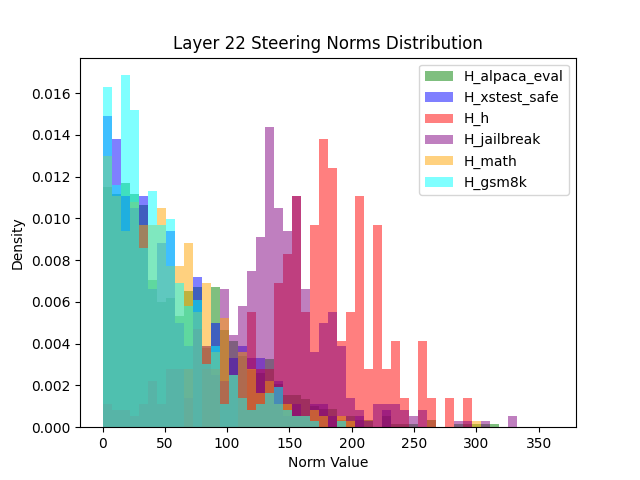 Layer 22 Steering Norms Distribution
H_alpaca_eval
H_xstest_safe
H_h
H_jailbreak
H_math
H_gsm8k
0.016
0.014
0.012
0.010
0.008
0.006
0.004
0.002
0.000
Density
0 50 100 150 200 250 300 350
Norm Value